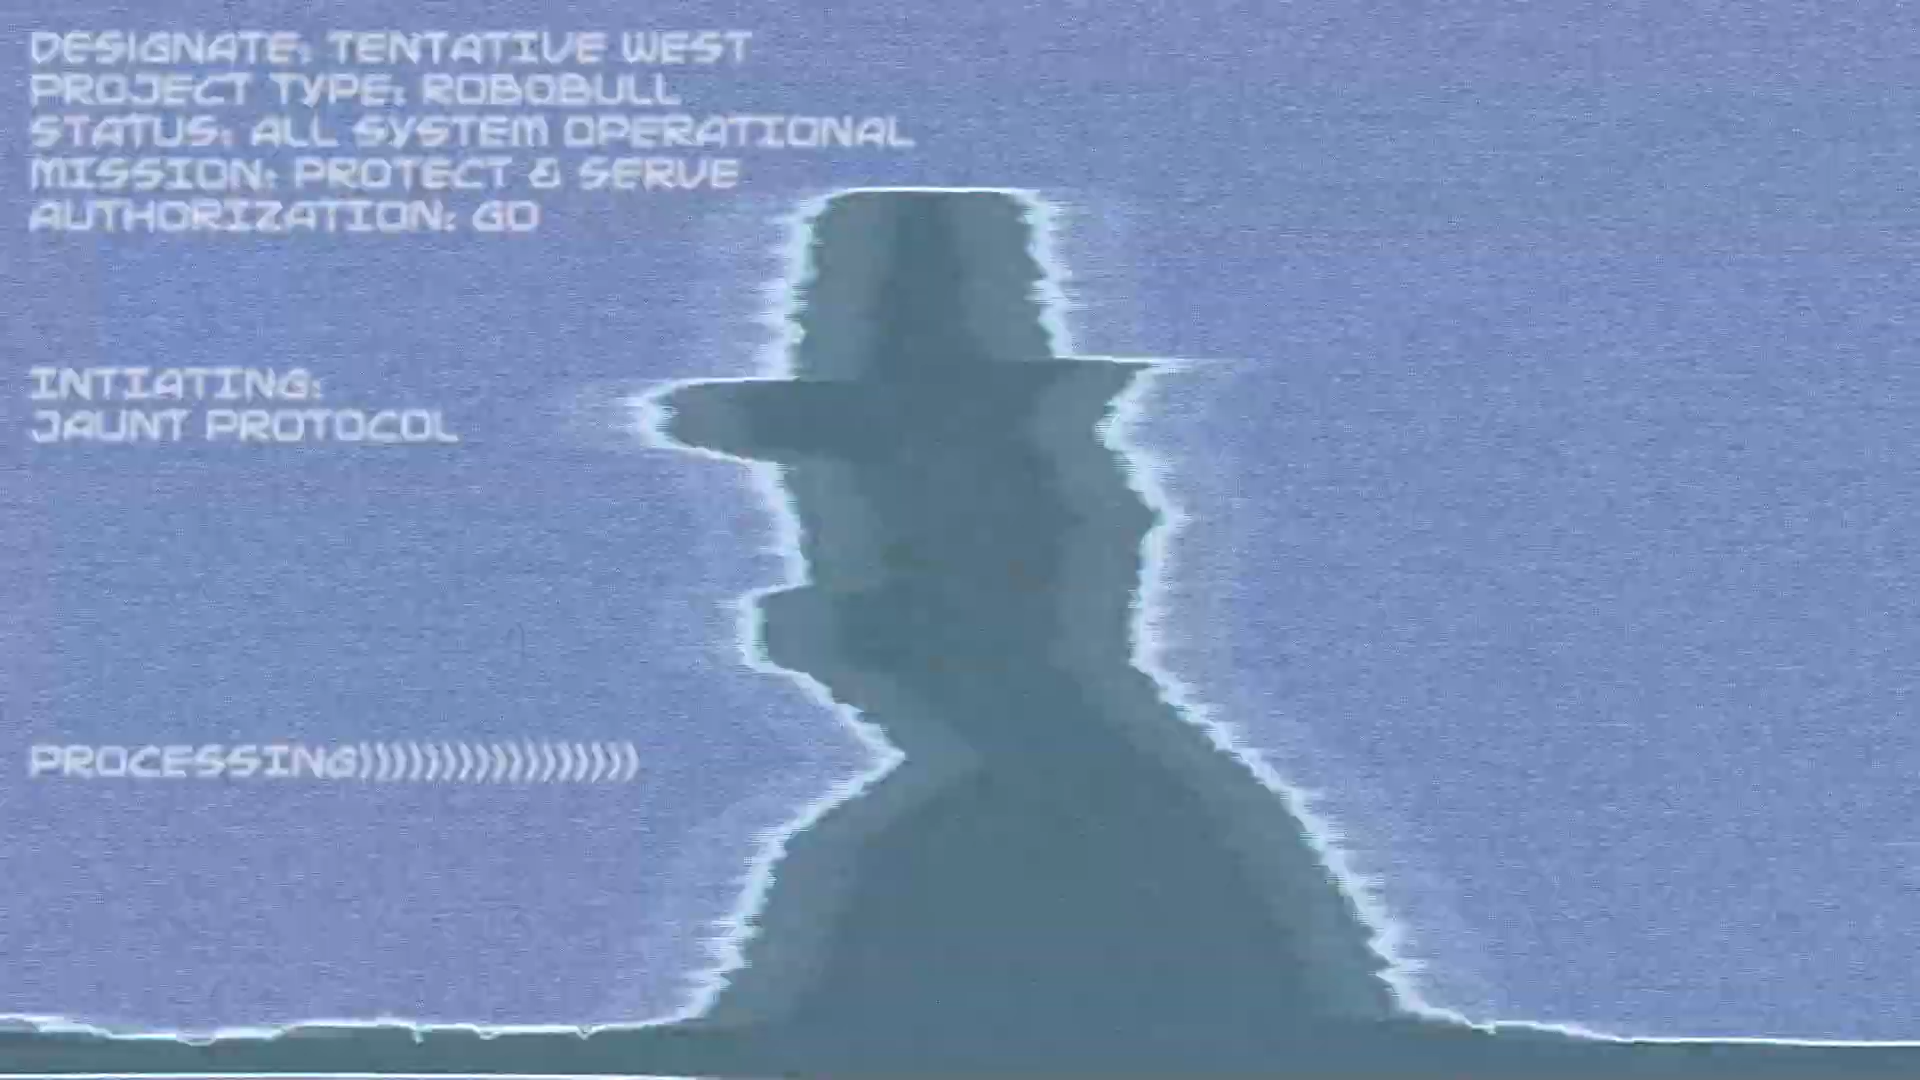 DESIGNATE: TENTATIVE WEST
PROJECT TYPE: ROBOBULL
STATUS: ALL SYSTEM OPERATIONAL
MISSION: PROTECT & SERVE
AUTHORIZATION: GO
INTIATING:
JAUNT PROTOCOL
PROCESSING))))))))))))))))))